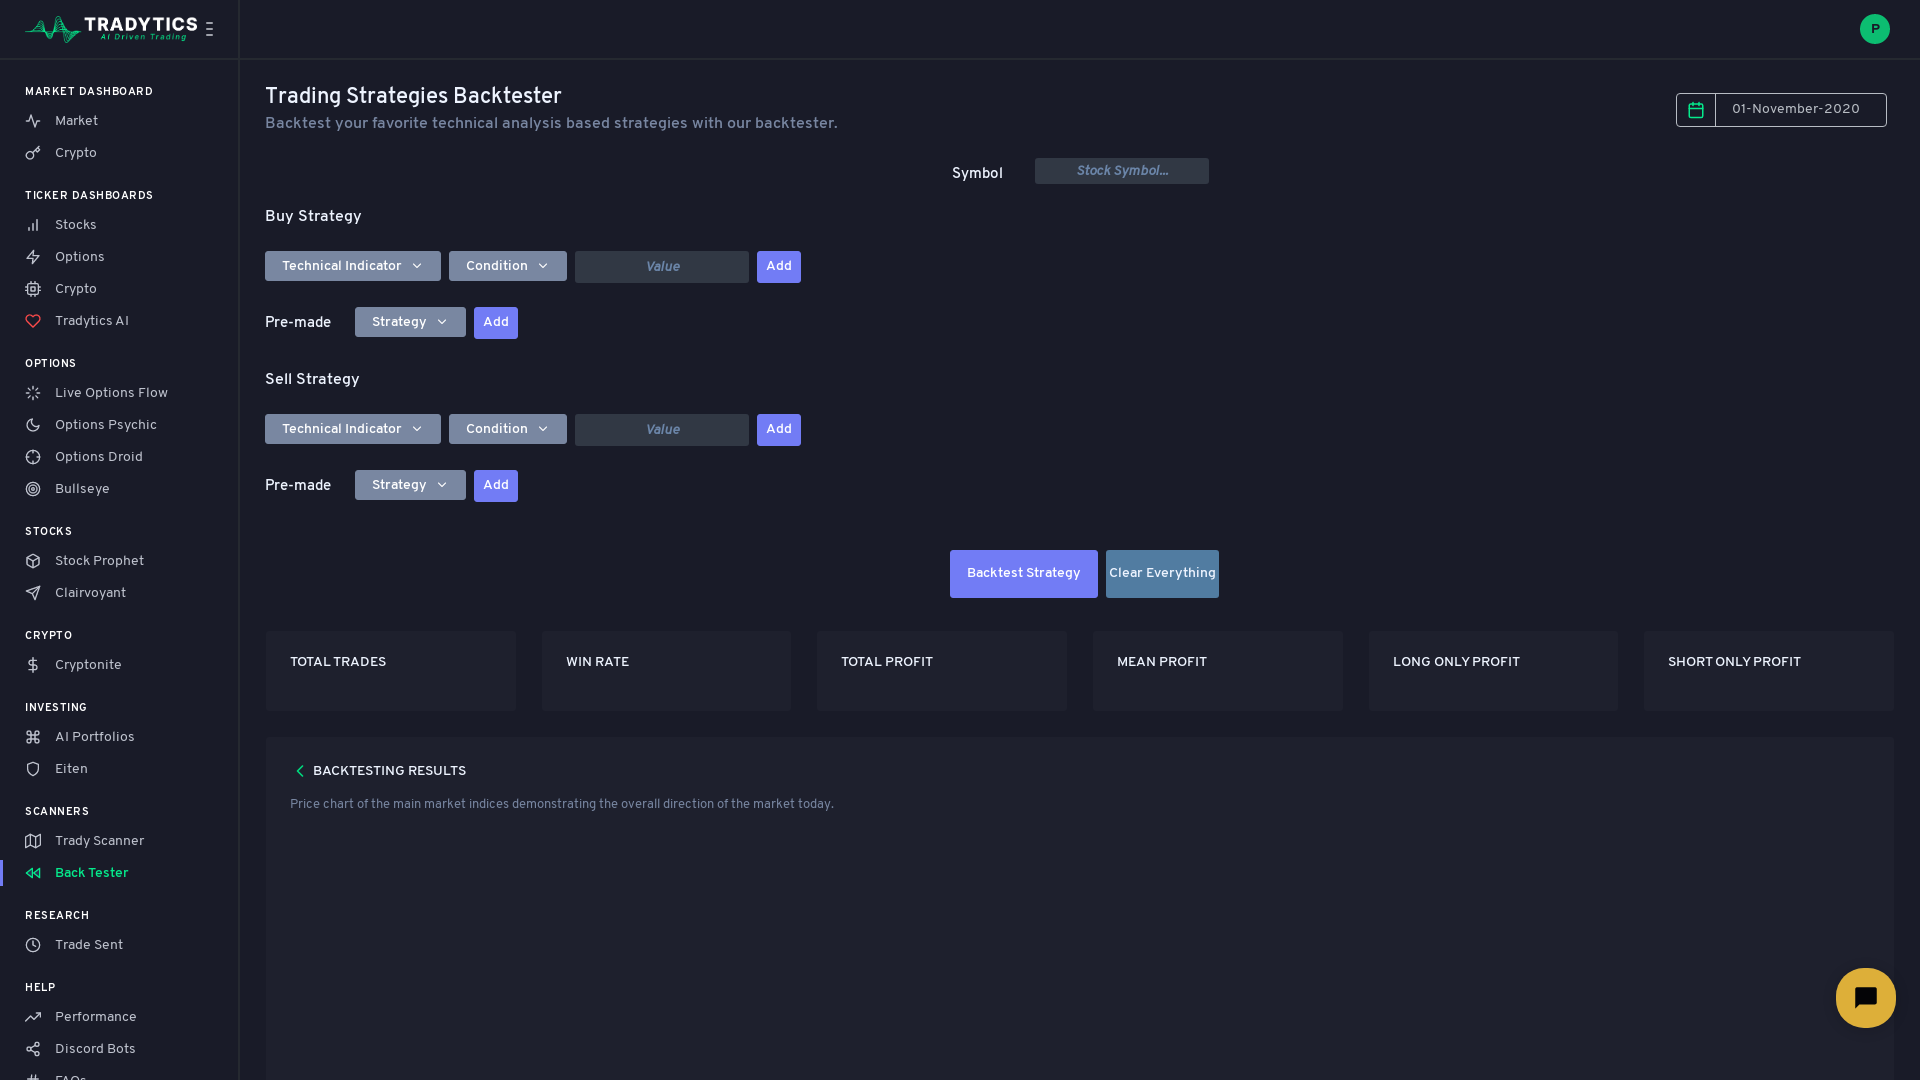 TRADYTICS
AI Driven Trading
P
MARKET DASHBOARD
Market
Crypto
TICKER DASHBOARDS
Stocks
Options
Crypto
Tradytics AI
OPTIONS
Live Options Flow
Options Psychic
Options Droid
Bullseye
STOCKS
Stock Prophet
Clairvoyant
CRYPTO
Cryptonite
INVESTING
AI Portfolios
Eiten
SCANNERS
Trady Scanner
Back Tester
RESEARCH
Trade Sent
HELP
Performance
Discord Bots
FAQs
Trading Strategies Backtester
Backtest your favorite technical analysis based strategies with our backtester.
01-November-2020
Symbol Stock Symbol...
Buy Strategy
Technical Indicator Condition Value Add
Pre-made Strategy Add
Sell Strategy
Technical Indicator Condition Value Add
Pre-made Strategy Add
Backtest Strategy Clear Everything
TOTAL TRADES WIN RATE TOTAL PROFIT MEAN PROFIT LONG ONLY PROFIT SHORT ONLY PROFIT
BACKTESTING RESULTS
Price chart of the main market indices demonstrating the overall direction of the market today.